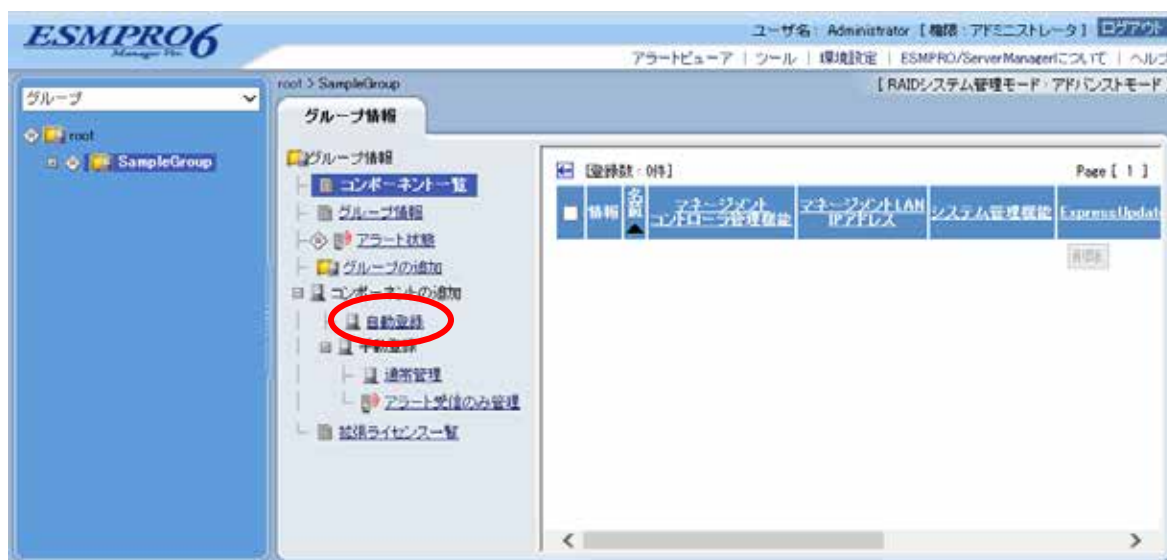 ESMPRO6
ユーザ名: Administrator [ 権限 : アドミニストレータ ] ログアウト
アラートビューア | ツール | 環境設定 | ESMPRO/ServerManagerについて | ヘルプ
グループ
root
SampleGroup
root > SampleGroup
[ RAIDシステム管理モード : アドバンストモード
グループ情報
グループ情報
コンポーネント一覧
グループ情報
アラート状態
グループの追加
コンポーネントの追加
自動登録
手動登録
通常管理
アラート受信のみ管理
拡張ライセンス一覧
[登録数 : 0件]
Page [ 1 ]
情報
名前
マネージメント
コントローラ管理機能
マネージメントLAN
IPアドレス
システム管理機能
ExpressUpdat
削除